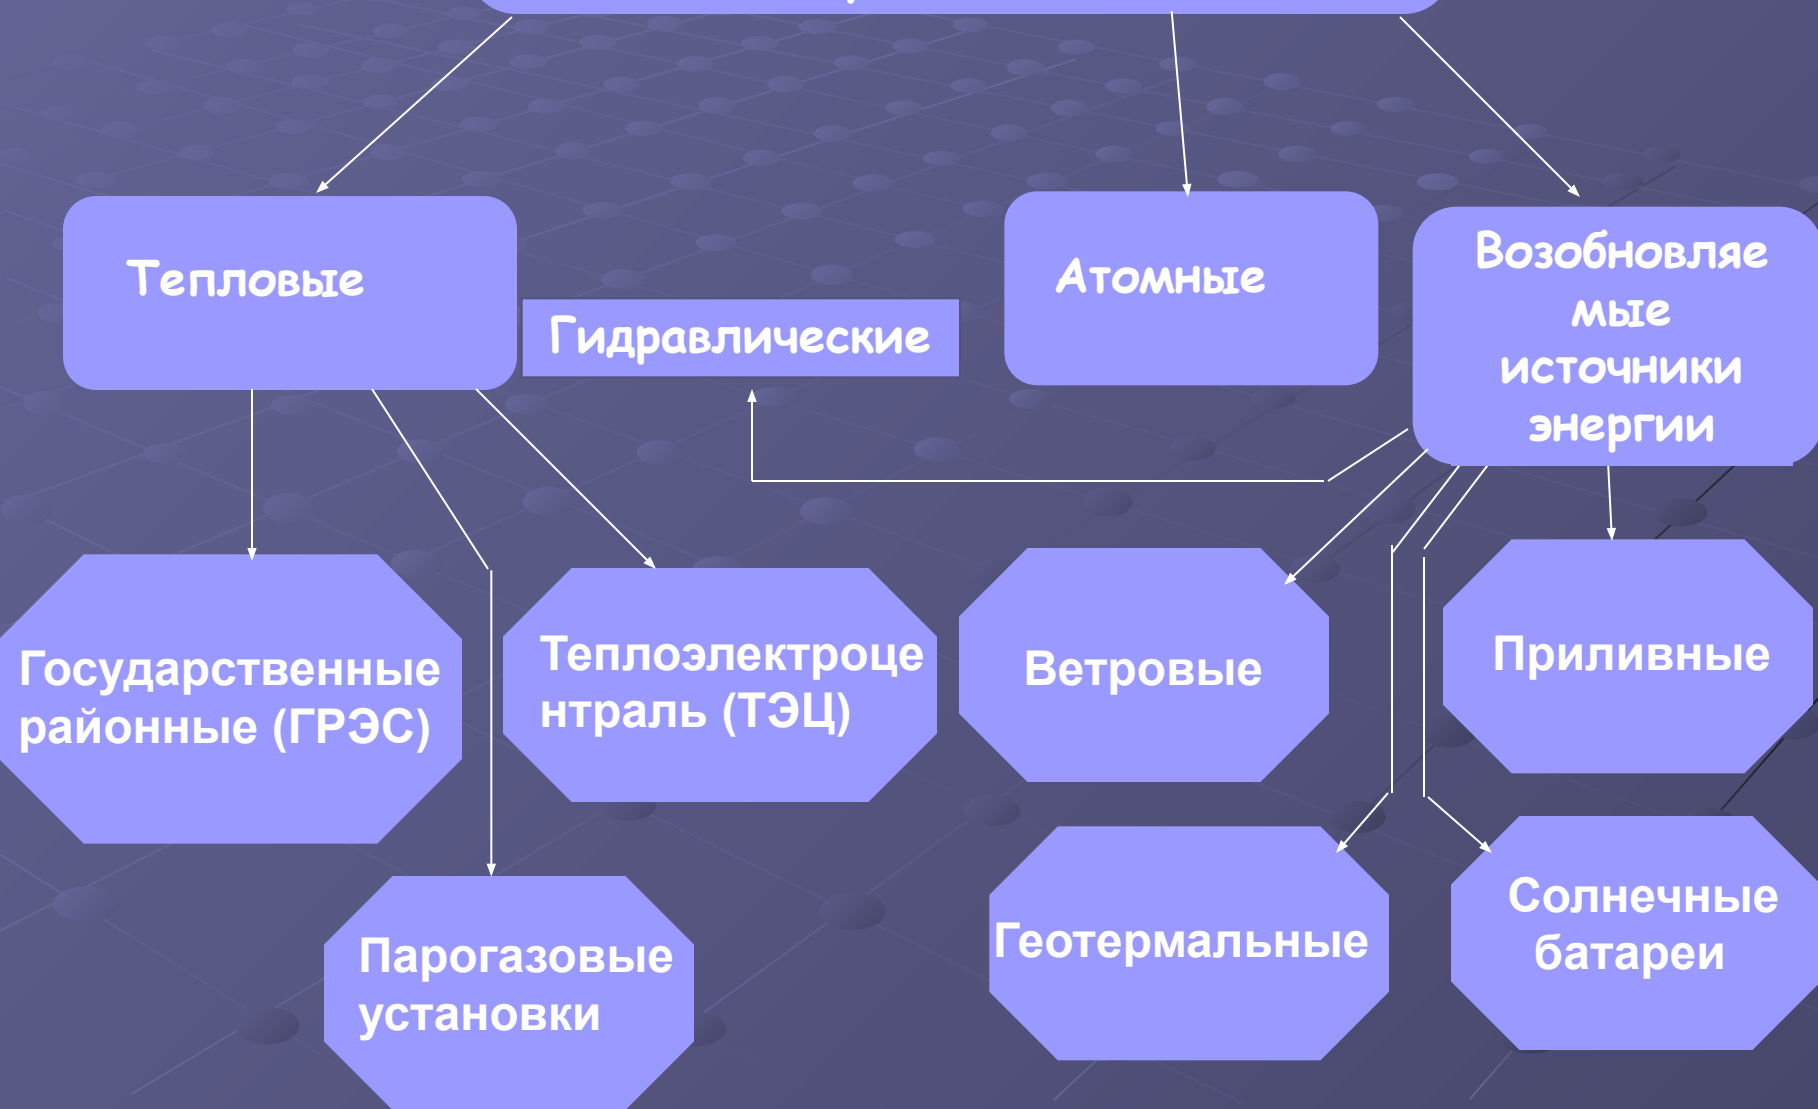 Тепловые
Гидравлические
Атомные
Возобновляе
мые
источники
энергии
Государственные
районные (ГРЭС)
Теплоэлектроце
нтраль (ТЭЦ)
Ветровые
Приливные
Парогазовые
установки
Геотермальные
Солнечные
батареи